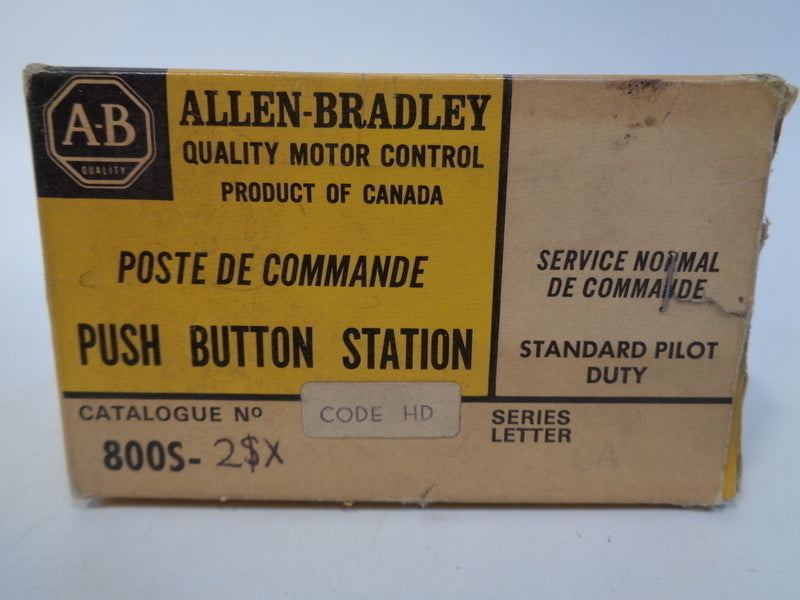 A-B
QUALITY
ALLEN-BRADLEY
QUALITY MOTOR CONTROL
PRODUCT OF CANADA
POSTE DE COMMANDE
PUSH BUTTON STATION
SERVICE NORMAL
DE COMMANDE
STANDARD PILOT
DUTY
CATALOGUE Nº
800S- 2$X
CODE HD
SERIES
LETTER